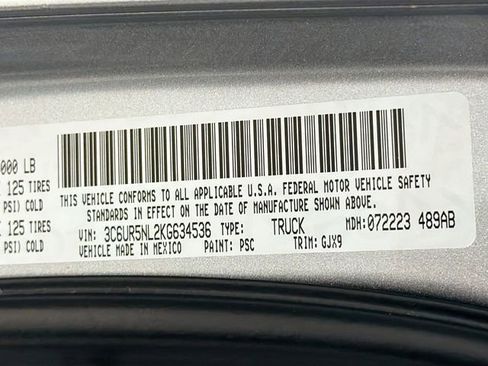 000 LB
125 TIRES
PSI) COLD
125 TIRES
PSI) COLD
THIS VEHICLE CONFORMS TO ALL APPLICABLE U.S.A. FEDERAL MOTOR VEHICLE SAFETY
STANDARDS IN EFFECT ON THE DATE OF MANUFACTURE SHOWN ABOVE.
VIN: 3C6UR5NL2KG634536 TYPE: TRUCK MDH: 072223 489AB
VEHICLE MADE IN MEXICO PAINT: PSC TRIM: GJX9